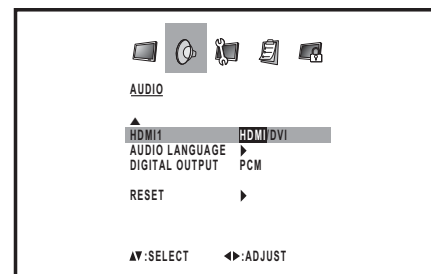 AUDIO
▲
HDMI1 HDMI/DVI
AUDIO LANGUAGE ▶
DIGITAL OUTPUT PCM
RESET ▶
▲▼:SELECT ◀▶:ADJUST